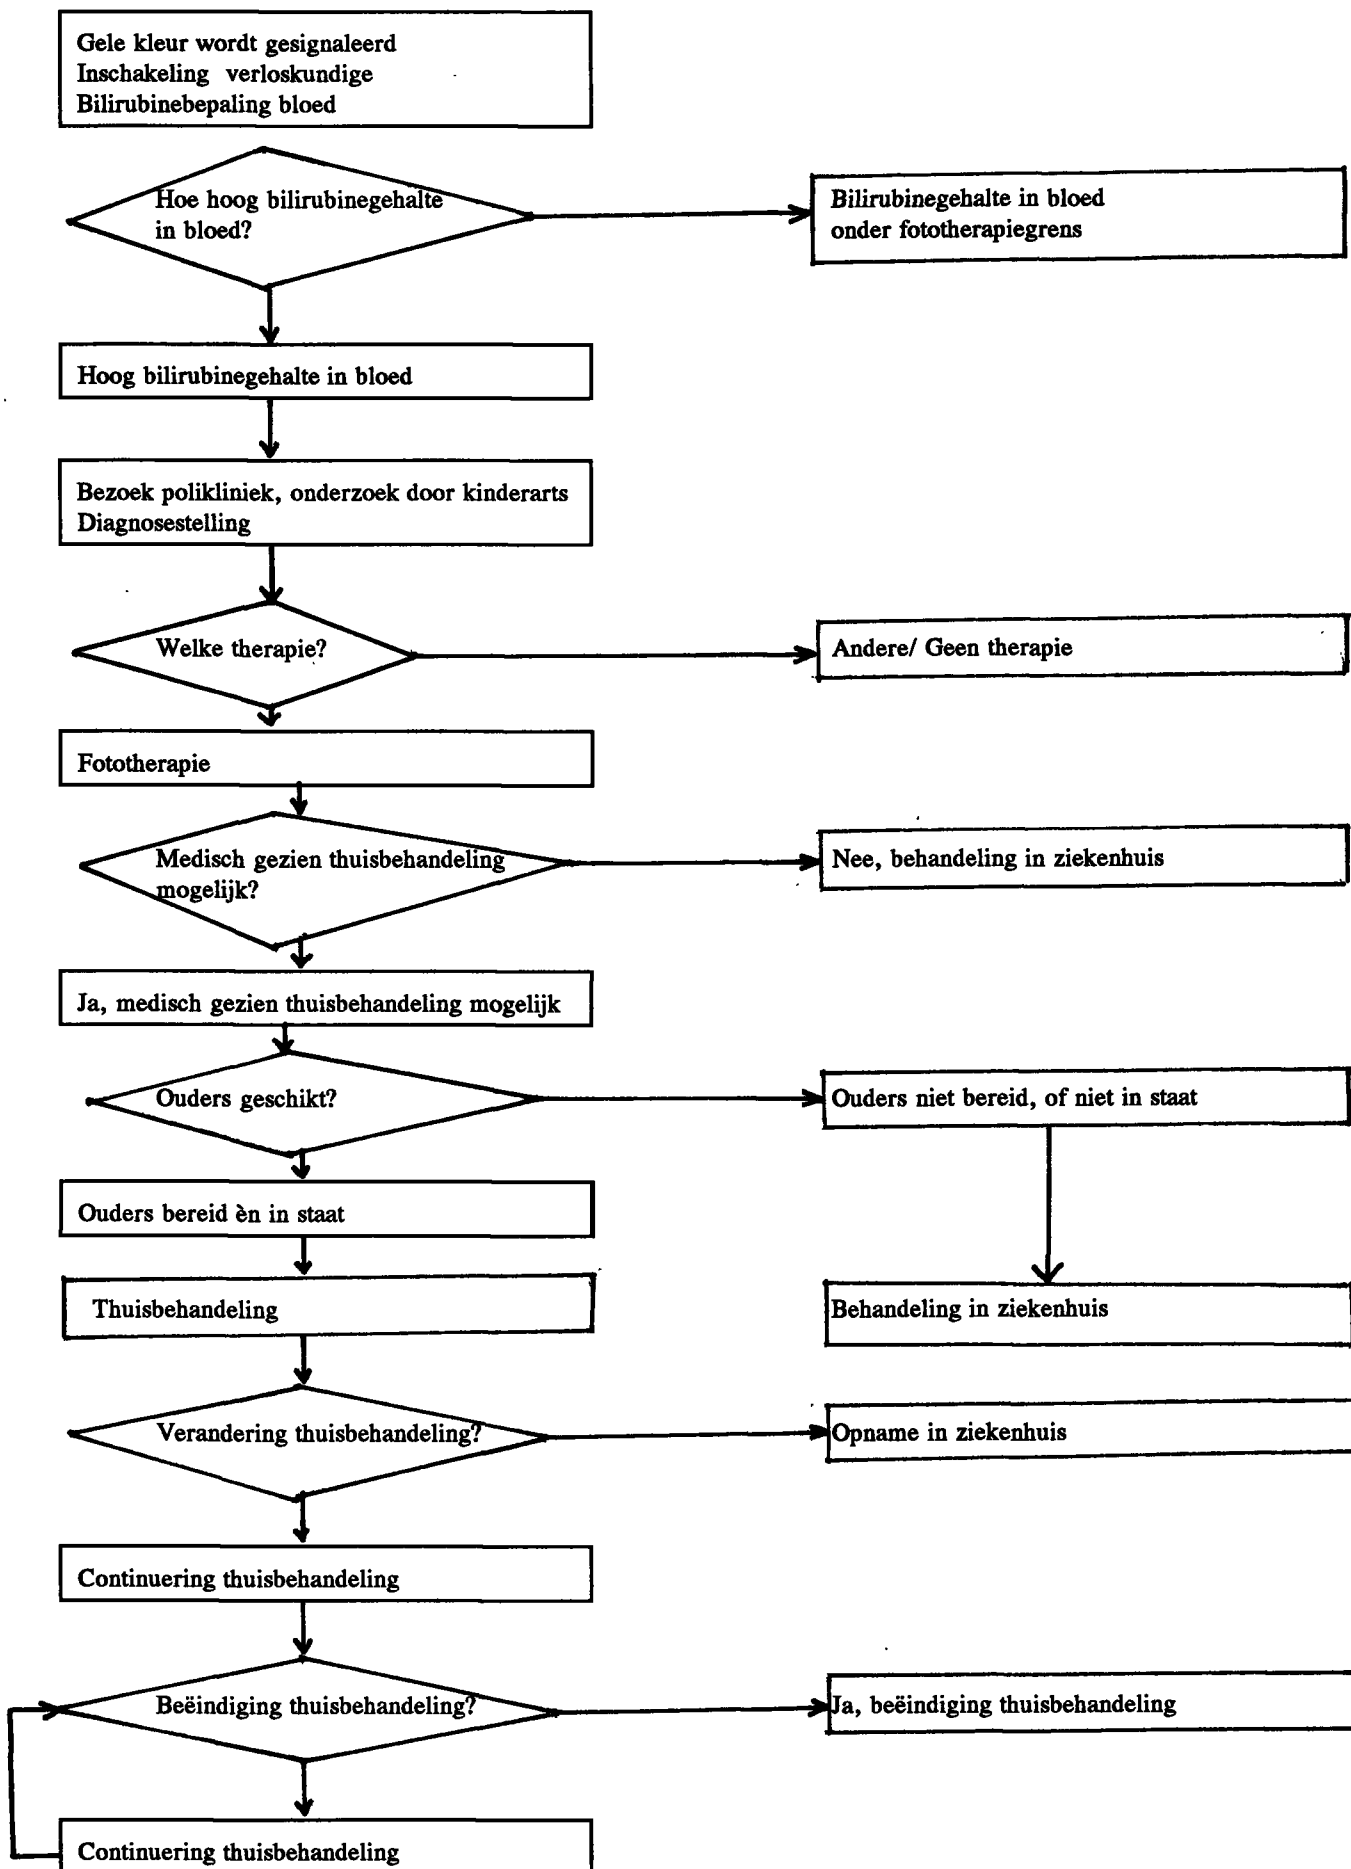 Gele kleur wordt gesignaleerd
Inschakeling verloskundige
Bilirubinebepaling bloed
Hoe hoog bilirubinegehalte
in bloed?
Bilirubinegehalte in bloed
onder fototherapiegrens
Hoog bilirubinegehalte in bloed
Bezoek polikliniek, onderzoek door kinderarts
Diagnosestelling
Welke therapie?
Andere/ Geen therapie
Fototherapie
Medisch gezien thuisbehandeling
mogelijk?
Nee, behandeling in ziekenhuis
Ja, medisch gezien thuisbehandeling mogelijk
Ouders geschikt?
Ouders niet bereid, of niet in staat
Ouders bereid èn in staat
Thuisbehandeling
Behandeling in ziekenhuis
Verandering thuisbehandeling?
Opname in ziekenhuis
Continuering thuisbehandeling
Beëindiging thuisbehandeling?
Ja, beëindiging thuisbehandeling
Continuering thuisbehandeling